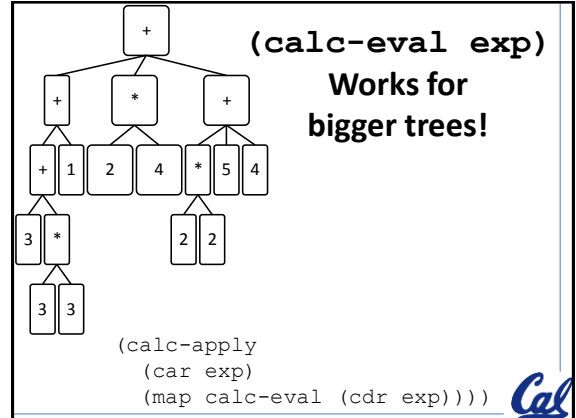 (calc-eval exp)
Works for
bigger trees!
+
+ * +
+ 1 2 4 * 5 4
3 * 2 2
3 3
(calc-apply
(car exp)
(map calc-eval (cdr exp))))
Cal